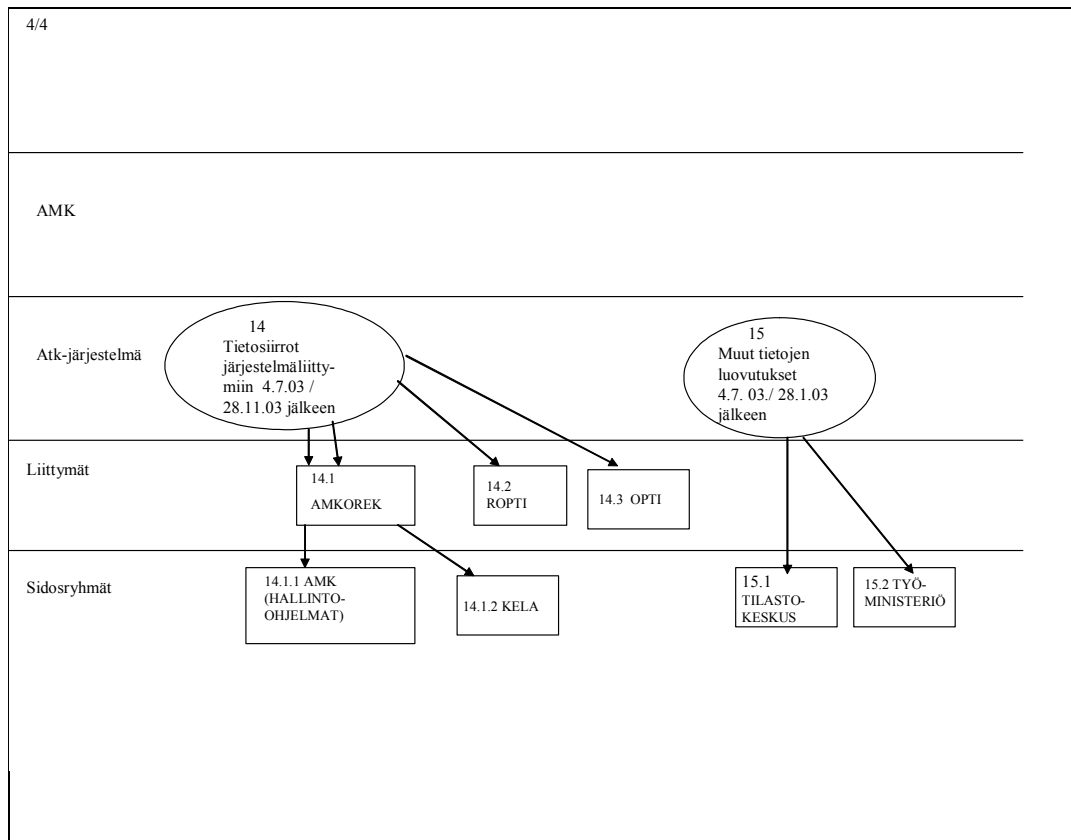 4/4
AMK
Atk-järjestelmä
14
Tietosiirrot
järjestelmäliitty-
miin 4.7.03 /
28.11.03 jälkeen
15
Muut tietojen
luovutukset
4.7. 03./ 28.1.03
jälkeen
Liittymät
14.1
AMKOREK
14.2
ROPTI
14.3 OPTI
Sidosryhmät
14.1.1 AMK
(HALLINTO-
OHJELMAT)
14.1.2 KELA
15.1
TILASTO-
KESKUS
15.2 TYÖ-
MINISTERIÖ